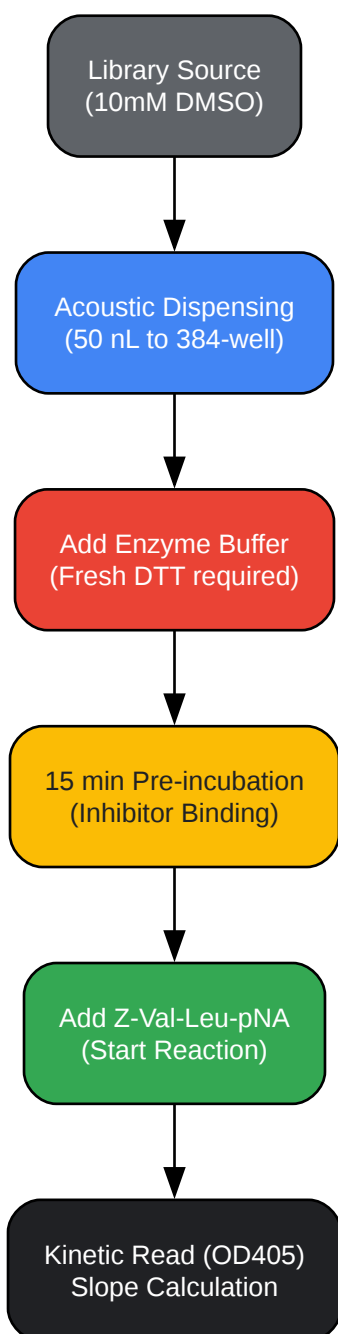 Library Source
(10mM DMSO)
Acoustic Dispensing
(50 nL to 384-well)
Add Enzyme Buffer
(Fresh DTT required)
15 min Pre-incubation
(Inhibitor Binding)
Add Z-Val-Leu-pNA
(Start Reaction)
Kinetic Read (OD405)
Slope Calculation